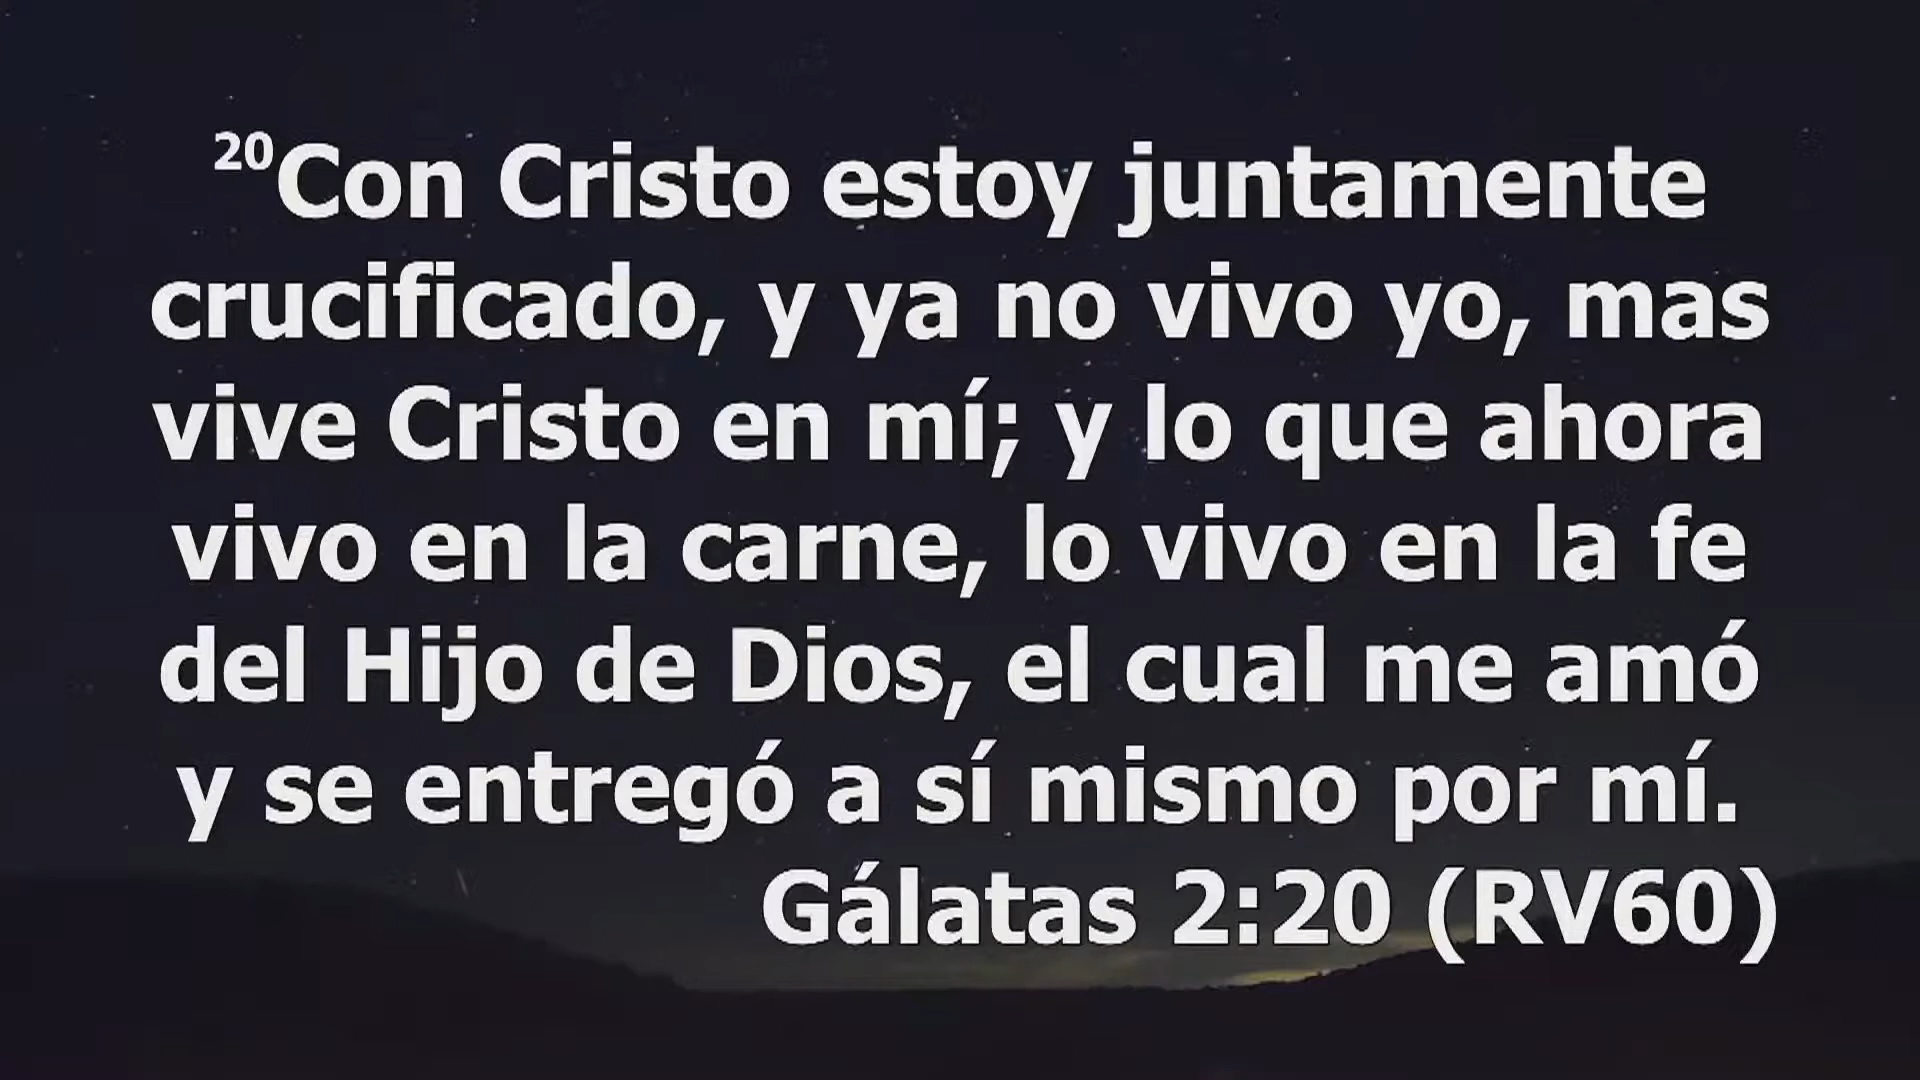 20Con Cristo estoy juntamente
crucificado, y ya no vivo yo, mas
vive Cristo en mí; y lo que ahora
vivo en la carne, lo vivo en la fe
del Hijo de Dios, el cual me amó
y se entregó a sí mismo por mí.
Gálatas 2:20 (RV60)